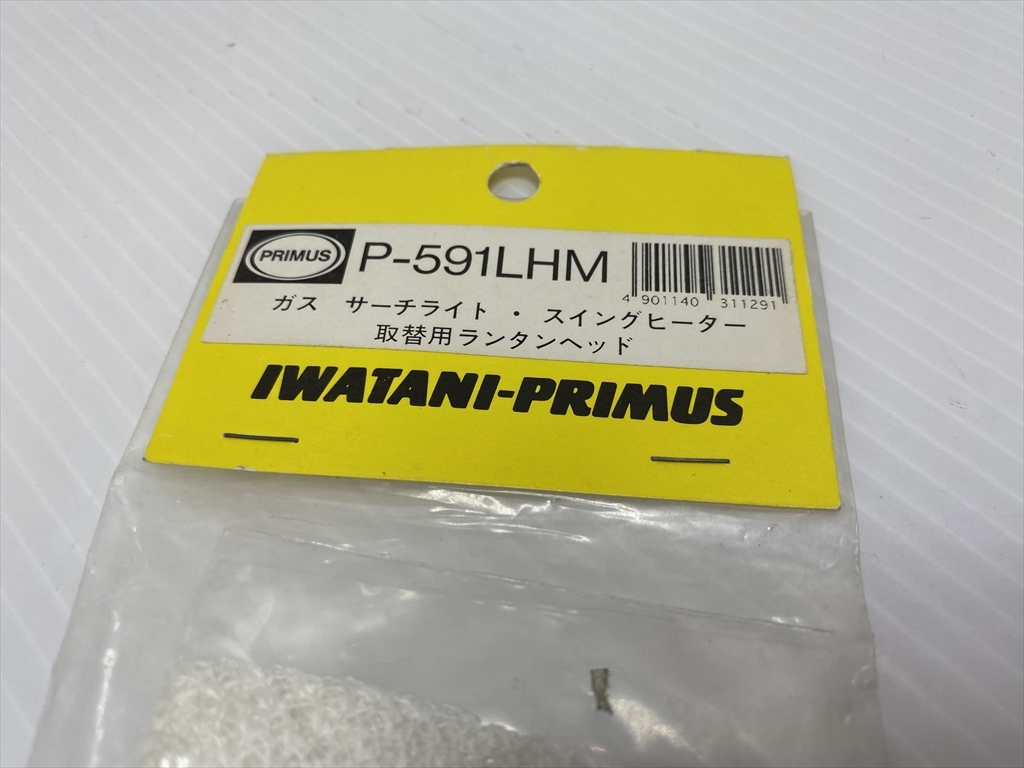 PRIMUS P-591LHM
4 901140 311291
ガス サーチライト ・ スイングヒーター
取替用ランタンヘッド
IWATANI-PRIMUS